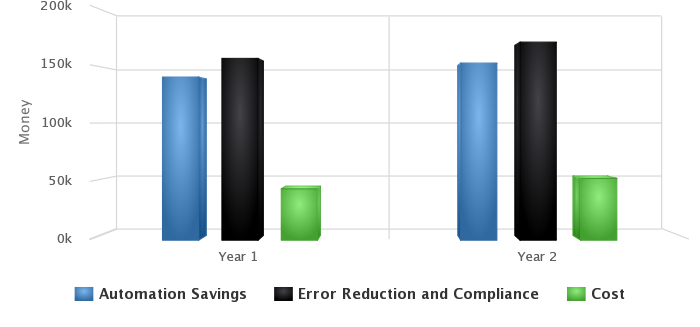 200k
150k
100k
50k
0k
Money
Year 1
Year 2
Automation Savings
Error Reduction and Compliance
Cost